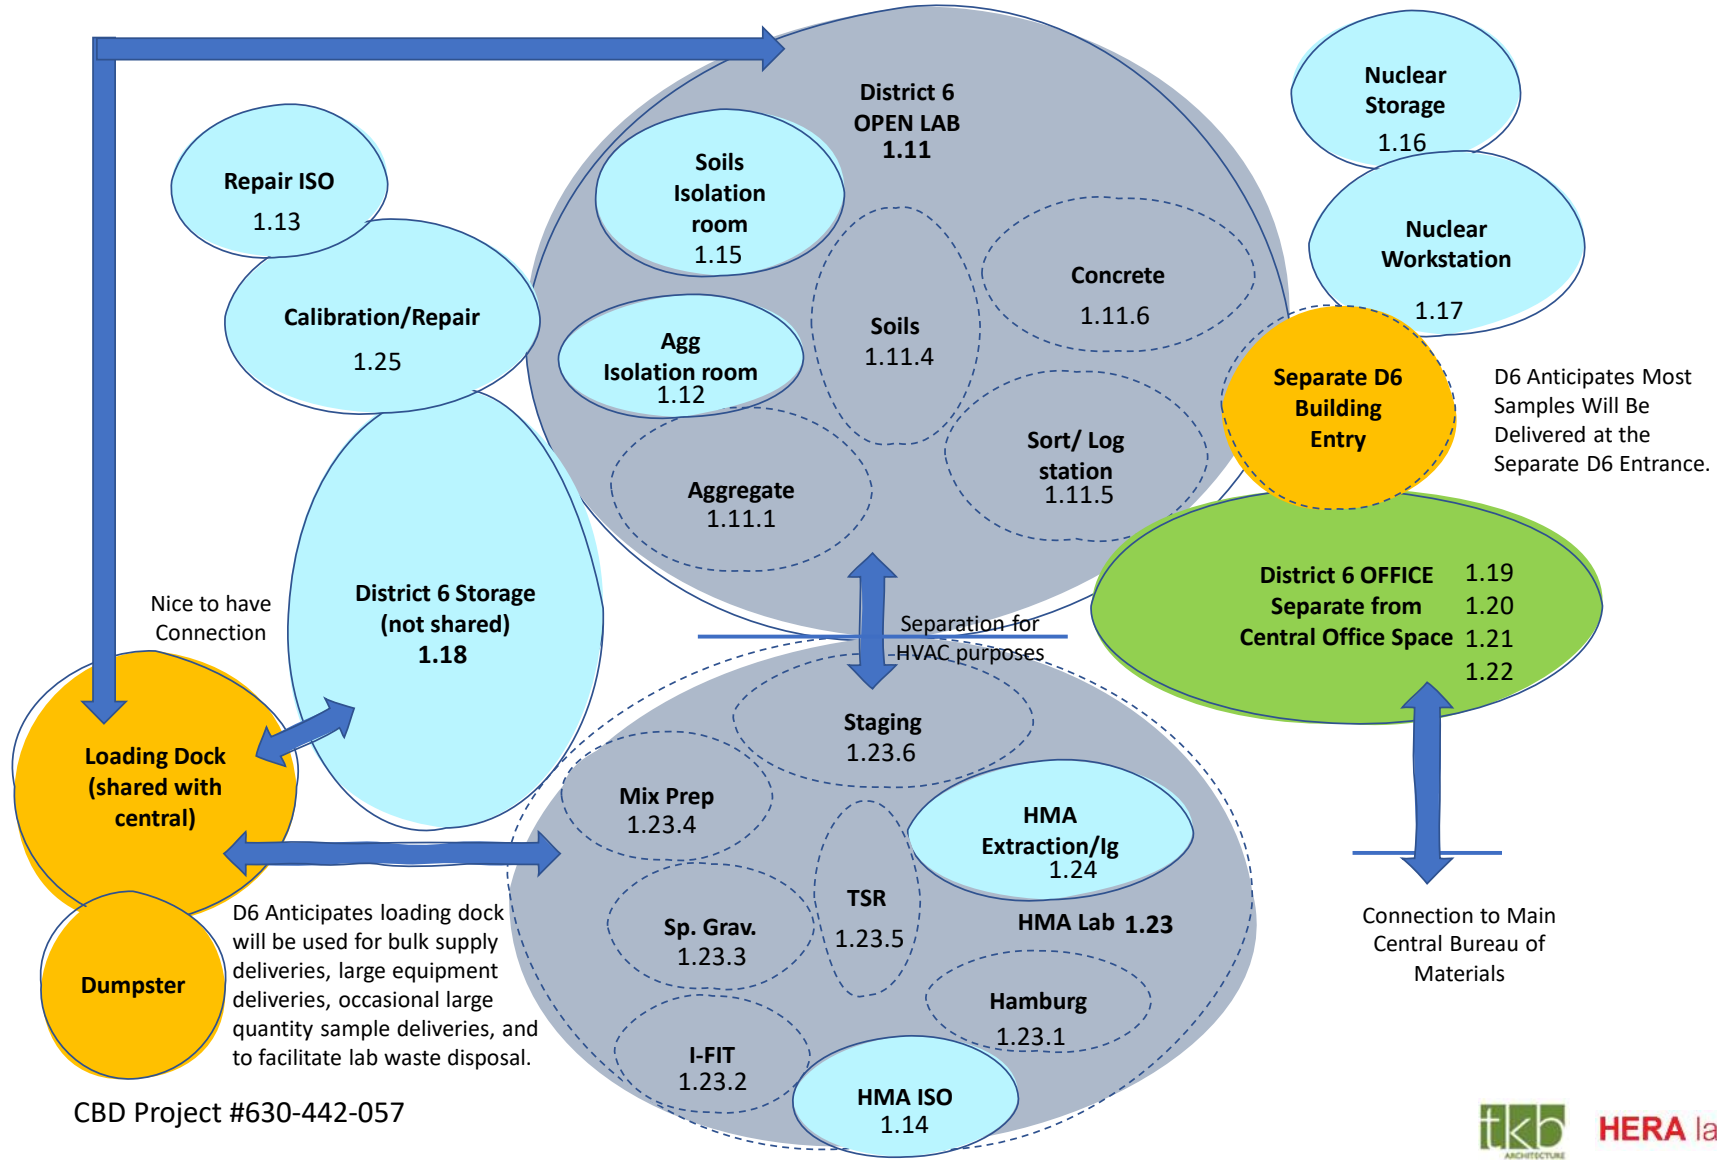 District 6
OPEN LAB
1.11
Nuclear
Storage
1.16
Repair ISO
1.13
Soils
Isolation
room
1.15
Nuclear
Workstation
1.17
Calibration/Repair
1.25
Agg
Isolation room
1.12
Soils
1.11.4
Concrete
1.11.6
Separate D6
Building
Entry
D6 Anticipates Most
Samples Will Be
Delivered at the
Separate D6 Entrance.
Aggregate
1.11.1
Sort/ Log
station
1.11.5
District 6 Storage
(not shared)
1.18
Nice to have
Connection
Separation for
HVAC purposes
District 6 OFFICE
Separate from
Central Office Space
1.19
1.20
1.21
1.22
Loading Dock
(shared with
central)
Staging
1.23.6
Mix Prep
1.23.4
HMA
Extraction/Ig
1.24
TSR
1.23.5
HMA Lab 1.23
Sp. Grav.
1.23.3
Hamburg
1.23.1
I-FIT
1.23.2
HMA ISO
1.14
Dumpster
D6 Anticipates loading dock
will be used for bulk supply
deliveries, large equipment
deliveries, occasional large
quantity sample deliveries, and
to facilitate lab waste disposal.
Connection to Main
Central Bureau of
Materials
CBD Project #630-442-057
tkb
ARCHITECTURE
HERA la